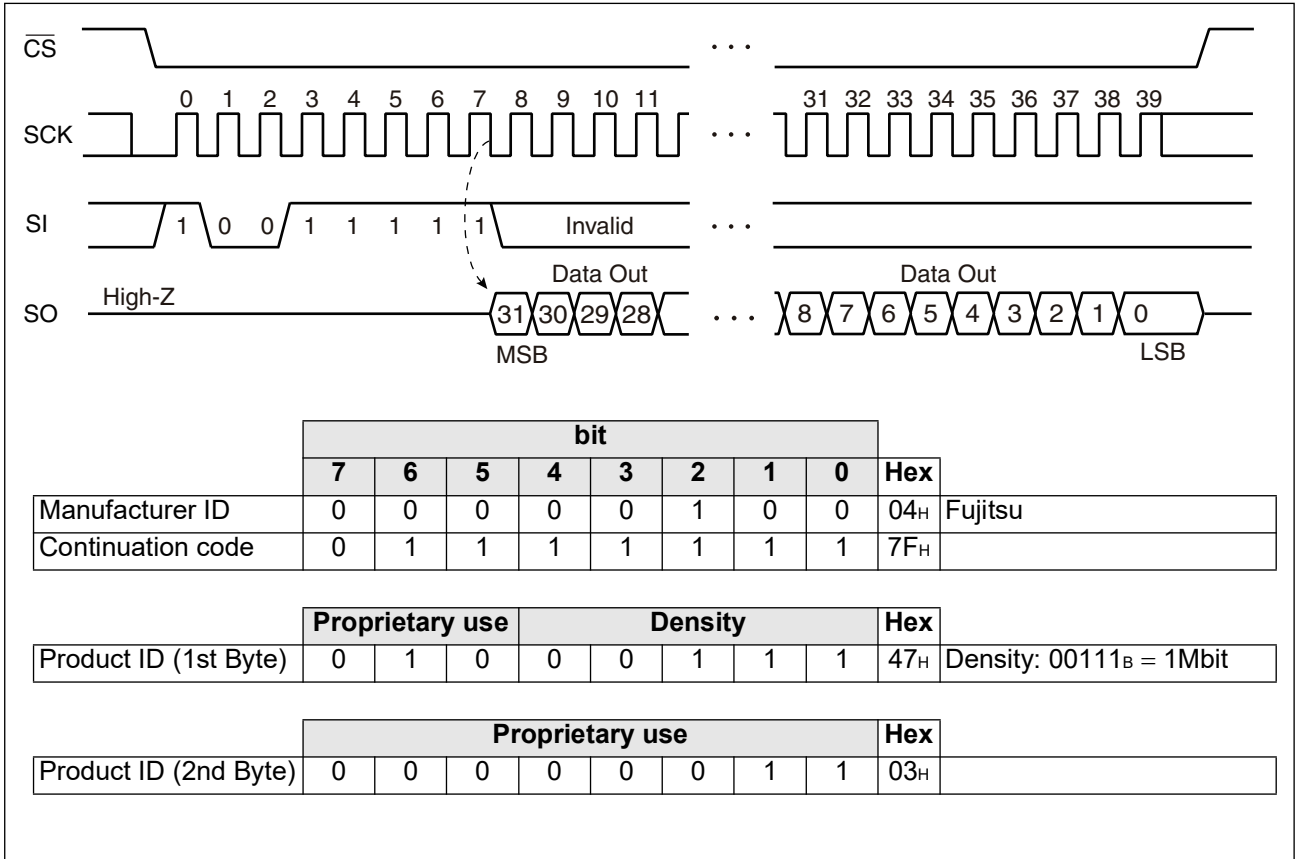 CS
0 1 2 3 4 5 6 7 8 9 10 11 31 32 33 34 35 36 37 38 39
SCK
SI 1 0 0 1 1 1 1 1 Invalid
Data Out Data Out
High-Z
SO 31 30 29 28 8 7 6 5 4 3 2 1 0
MSB LSB
bit
7 6 5 4 3 2 1 0 Hex
Manufacturer ID 0 0 0 0 0 1 0 0 04H Fujitsu
Continuation code 0 1 1 1 1 1 1 1 7FH
Proprietary use Density Hex
Product ID (1st Byte) 0 1 0 0 0 1 1 1 47H Density: 00111B = 1Mbit
Proprietary use Hex
Product ID (2nd Byte) 0 0 0 0 0 0 1 1 03H